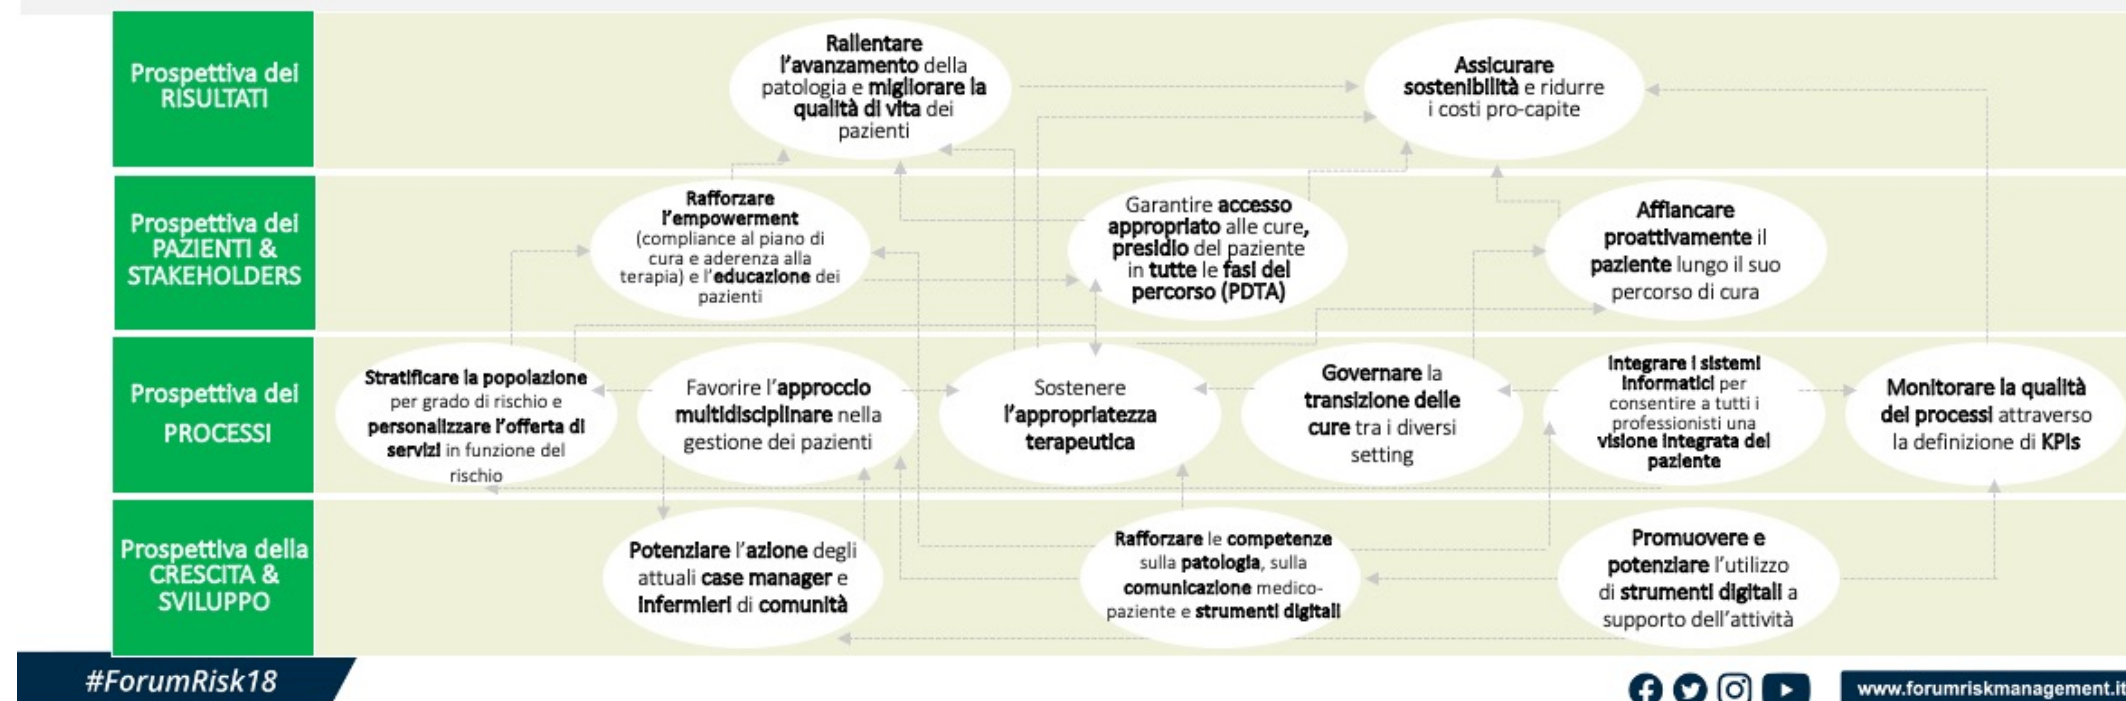 Prospettiva dei
RISULTATI
Rallentare
l'avanzamento della
patologia e migliorare la
qualità di vita dei
pazienti
Assicurare
sostenibilità e ridurre
i costi pro-capite
Prospettiva dei
PAZIENTI &
STAKEHOLDERS
Rafforzare
l'empowerment
(compliance al piano di
cura e aderenza alla
terapia) e l'educazione dei
pazienti
Garantire accesso
appropriato alle cure,
presidio del paziente
in tutte le fasi del
percorso (PDTA)
Affiancare
proattivamente il
paziente lungo il suo
percorso di cura
Prospettiva dei
PROCESSI
Stratificare la popolazione
per grado di rischio e
personalizzare l'offerta di
servizi in funzione del
rischio
Favorire l'approccio
multidisciplinare nella
gestione dei pazienti
Sostenere
l'appropriatezza
terapeutica
Governare la
transizione delle
cure tra i diversi
setting
Integrare i sistemi
informatici per
consentire a tutti i
professionisti una
visione integrata del
paziente
Monitorare la qualità
dei processi attraverso
la definizione di KPIs
Prospettiva della
CRESCITA &
SVILUPPO
Potenziare l'azione degli
attuali case manager e
infermieri di comunità
Rafforzare le competenze
sulla patologia, sulla
comunicazione medico-
paziente e strumenti digitali
Promuovere e
potenziare l'utilizzo
di strumenti digitali a
supporto dell'attività
#ForumRisk18
www.forumriskmanagement.it